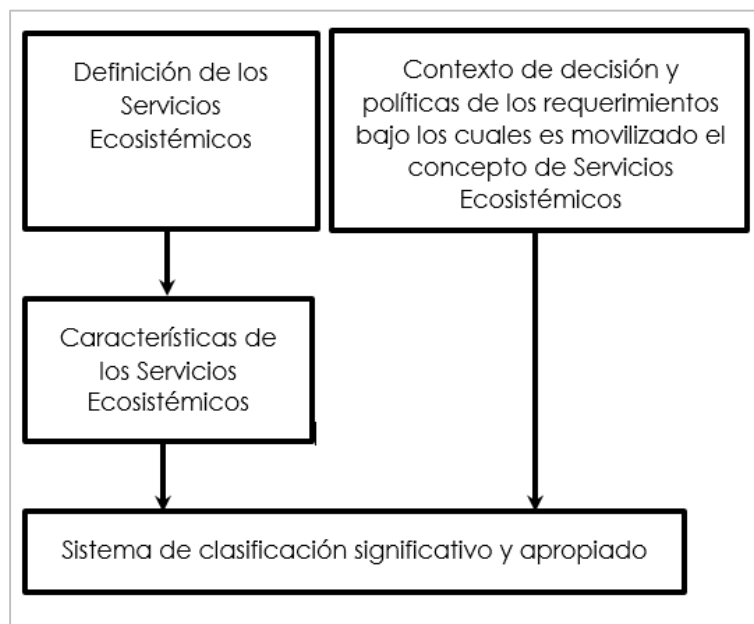 Definición de los
Servicios
Ecosistémicos
Contexto de decisión y
políticas de los requerimientos
bajo los cuales es movilizado el
concepto de Servicios
Ecosistémicos
Características de
los Servicios
Ecosistémicos
Sistema de clasificación significativo y apropiado